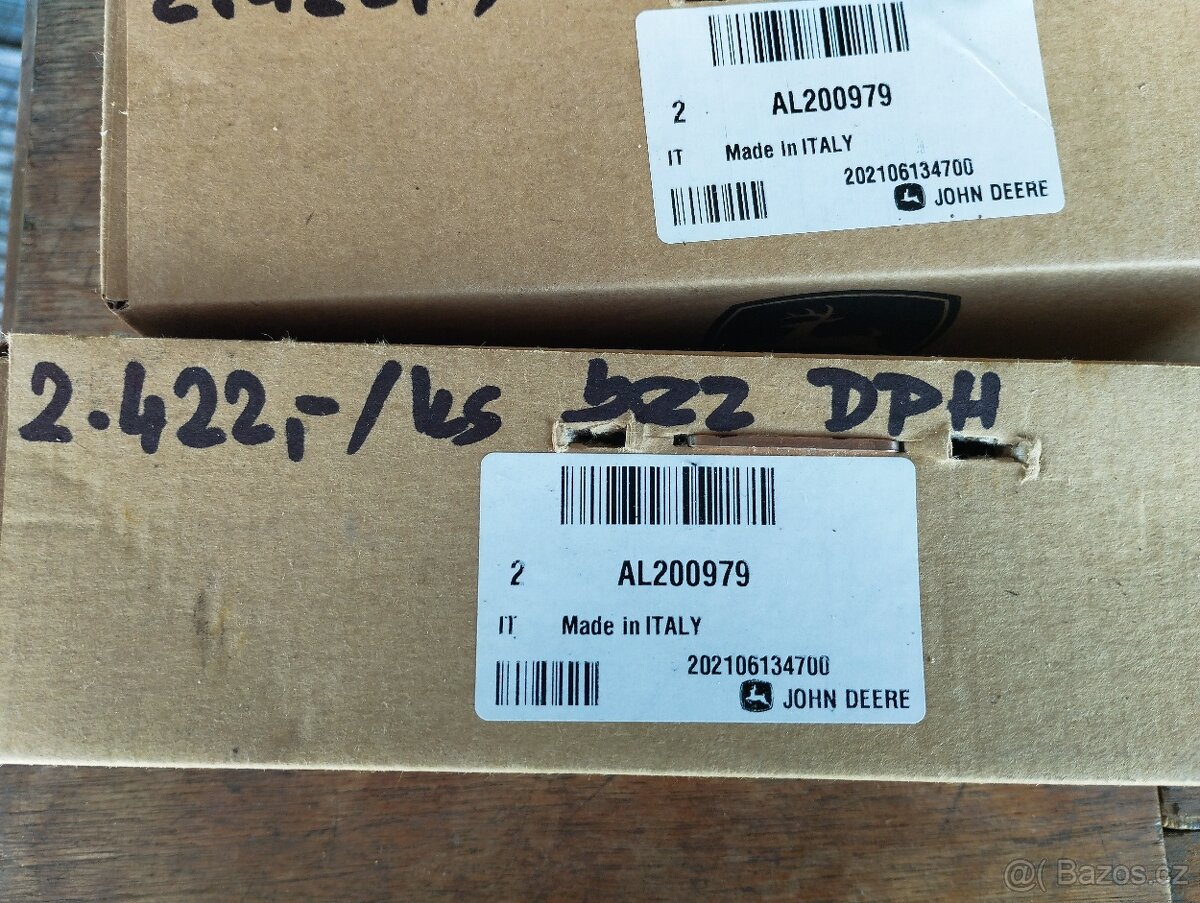 2
AL200979
IT
Made in ITALY
202106134700
JOHN DEERE
2.422,-/ks bez DPH
2
AL200979
IT
Made in ITALY
202106134700
JOHN DEERE
@( Bazos.cz